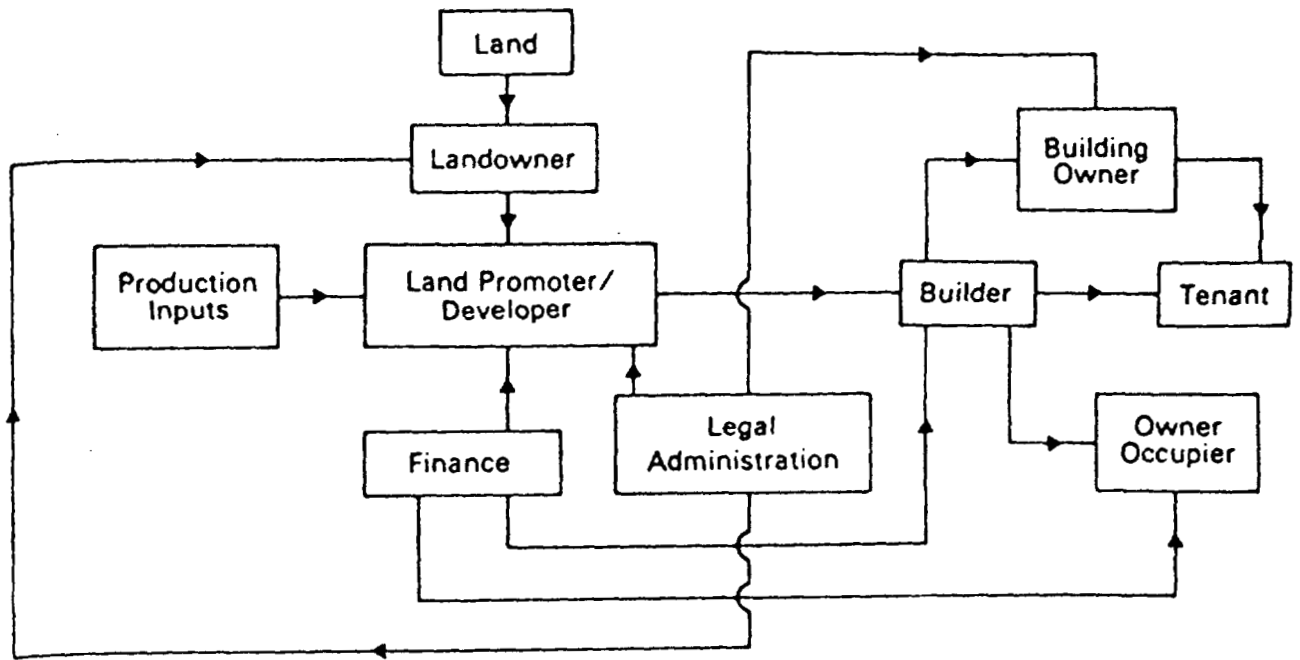 Land
Landowner
Building
Owner
Production
Inputs
Land Promoter/
Developer
Builder
Tenant
Finance
Legal
Administration
Owner
Occupier